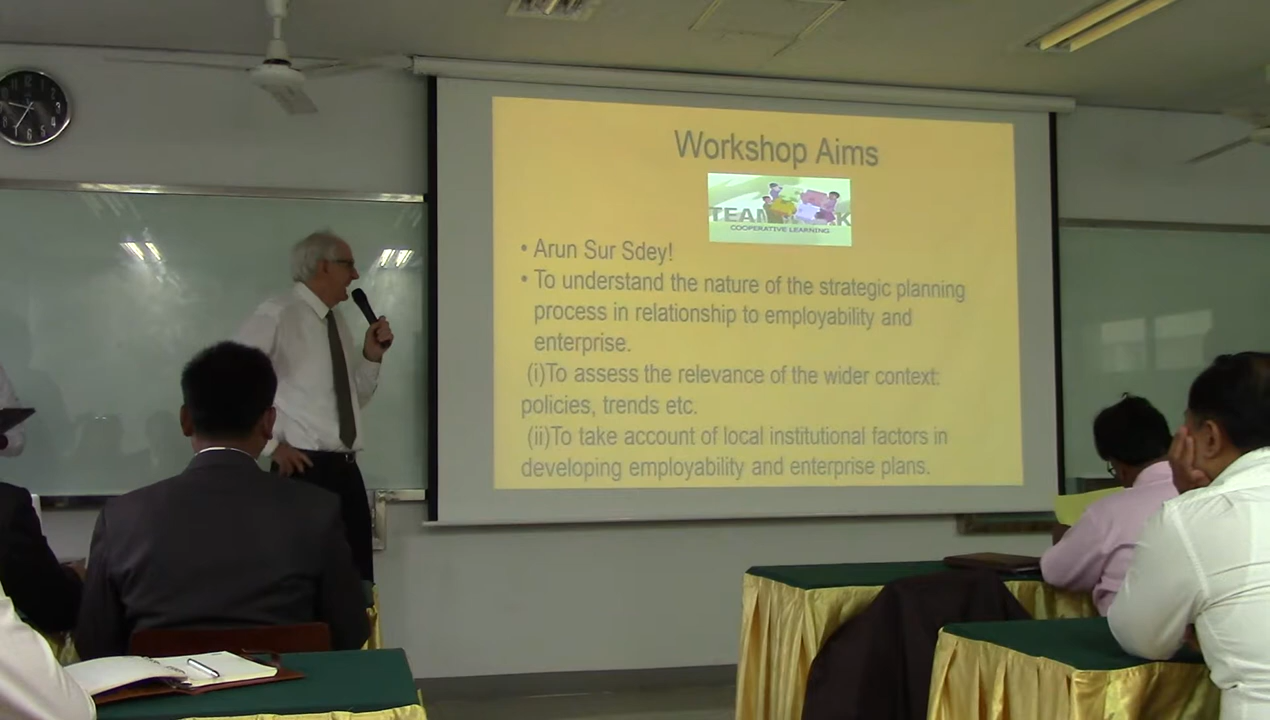 Workshop Aims
COOPERATIVE LEARNING
• Arun Sur Sdey!
• To understand the nature of the strategic planning
process in relationship to employability and
enterprise.
(i)To assess the relevance of the wider context:
policies, trends etc.
(ii)To take account of local institutional factors in
developing employability and enterprise plans.